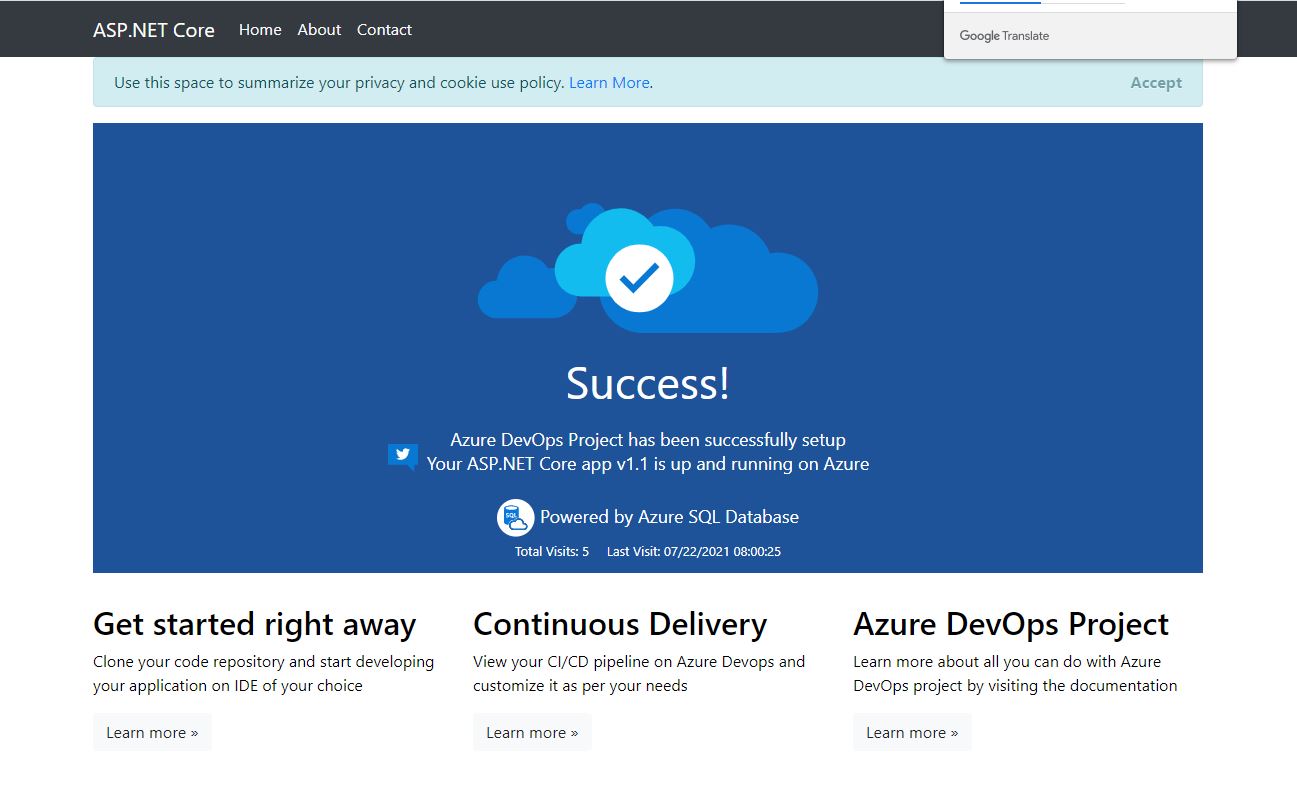 ASP.NET Core Home About Contact
Google Translate
Use this space to summarize your privacy and cookie use policy. Learn More. Accept
Success!
Azure DevOps Project has been successfully setup
Your ASP.NET Core app v1.1 is up and running on Azure
SQL
Powered by Azure SQL Database
Total Visits: 5 Last Visit: 07/22/2021 08:00:25
Get started right away
Clone your code repository and start developing
your application on IDE of your choice
Learn more »
Continuous Delivery
View your CI/CD pipeline on Azure Devops and
customize it as per your needs
Learn more »
Azure DevOps Project
Learn more about all you can do with Azure
DevOps project by visiting the documentation
Learn more »